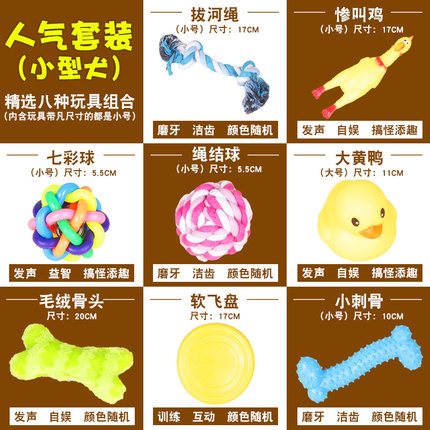 人气套装
（小型犬）
精选八种玩具组合
（内含玩具带尺寸的都是小号）
拔河绳
（小号）尺寸：17CM
磨牙 洁齿 颜色随机
惨叫鸡
（小号）尺寸：17CM
发声 自娱 搞怪添趣
七彩球
（小号）尺寸：5.5CM
发声 益智 搞怪添趣
绳结球
（小号）尺寸：5.5CM
磨牙 洁齿 颜色随机
大黄鸭
（大号）尺寸：11CM
发声 自娱 搞怪添趣
毛绒骨头
尺寸：20CM
发声 自娱 颜色随机
软飞盘
尺寸：17CM
训练 互动 颜色随机
小刺骨
（小号）尺寸：10CM
磨牙 洁齿 颜色随机